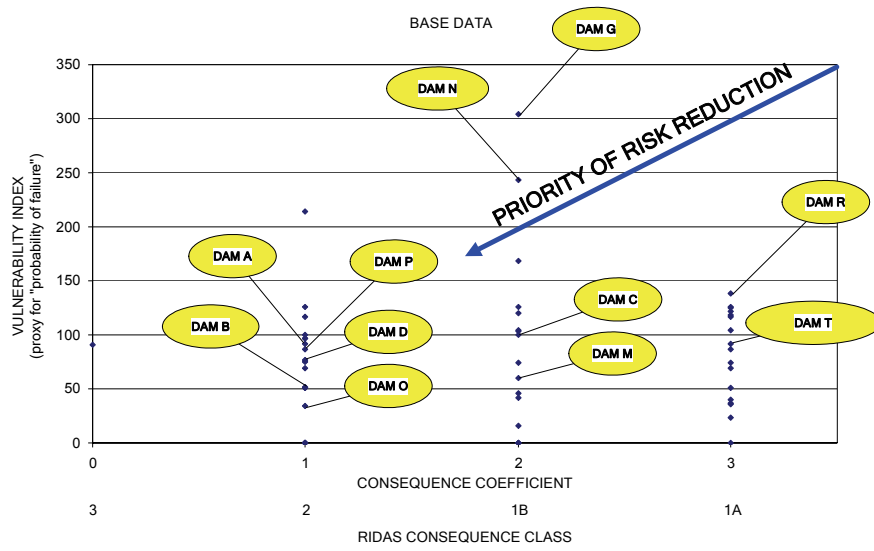 BASE DATA
DAM G
350
DAM N
300
250
PRIORITY OF RISK REDUCTION
DAM R
200
DAM A
DAM P
150
DAM C
DAM B
DAM D
DAM T
100
DAM M
DAM O
50
0
VULNERABILITY INDEX
(proxy for "probability of failure")
0 1 2 3
CONSEQUENCE COEFFICIENT
3 2 1B 1A
RIDAS CONSEQUENCE CLASS